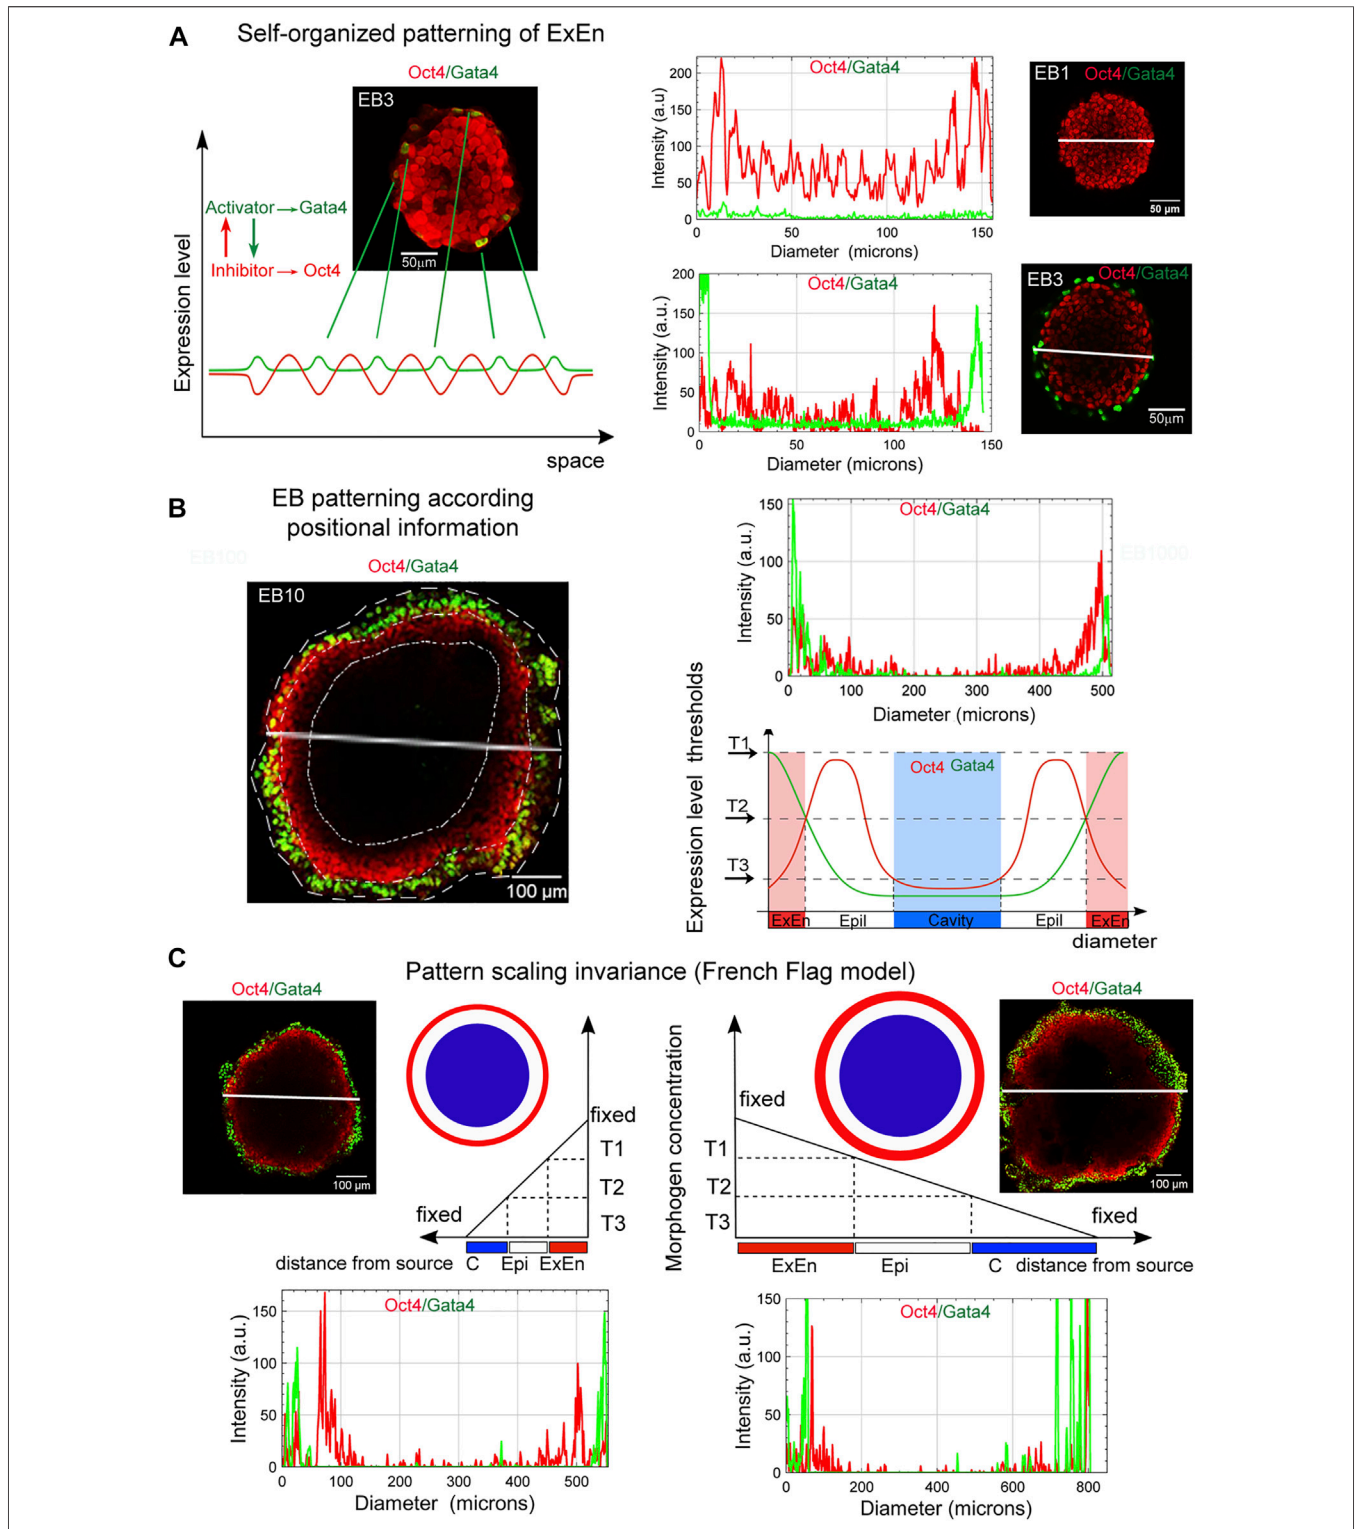 A
Self-organized patterning of ExEn
Oct4/Gata4
EB3
50µm
Expression level
Activator → Gata4
Inhibitor → Oct4
space
Oct4/Gata4
Intensity (a.u)
200
150
100
50
0
0 50 100 150
Diameter (microns)
EB1
Oct4/Gata4
50 µm
Oct4/Gata4
Intensity (a.u.)
200
150
100
50
0
0 50 100 150
Diameter (microns)
Oct4/Gata4
EB3
50µm
B
EB patterning according
positional information
EB100
Oct4/Gata4
EB10
100 µm
Oct4/Gata4
Intensity (a.u.)
150
100
50
0
0 100 200 300 400 500
Diameter (microns)
EB1000
Expression level thresholds
T1
T2
T3
Oct4 Gata4
ExEn Epil Cavity Epil ExEn
diameter
C
Pattern scaling invariance (French Flag model)
Oct4/Gata4
100 µm
fixed
T1
T2
T3
fixed
distance from source C Epi ExEn
Morphogen concentration
fixed
T1
T2
T3
fixed
ExEn Epi C distance from source
Oct4/Gata4
100 µm
Oct4/Gata4
Intensity (a.u.)
150
100
50
0
0 100 200 300 400 500
Diameter (microns)
Oct4/Gata4
Intensity (a.u.)
150
100
50
0
0 200 400 600 800
Diameter (microns)